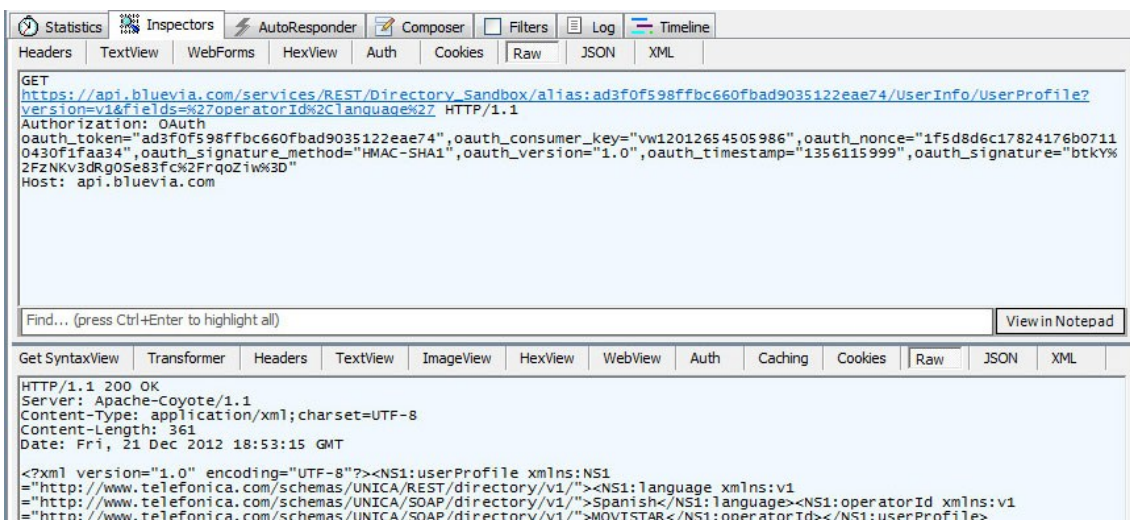 Statistics Inspectors AutoResponder Composer Filters Log Timeline
Headers TextView WebForms HexView Auth Cookies Raw JSON XML
GET
https://api.bluevia.com/services/REST/Directory_Sandbox/alias:ad3f0f598ffbc660fbad9035122eae74/UserInfo/UserProfile?
version=v1&fields=%27operatorId%2Clanguage%27 HTTP/1.1
Authorization: OAuth
oauth_token="ad3f0f598ffbc660fbad9035122eae74",oauth_consumer_key="vw12012654505986",oauth_nonce="1f5d8d6c17824176b0711
0430f1faa34",oauth_signature_method="HMAC-SHA1",oauth_version="1.0",oauth_timestamp="1356115999",oauth_signature="btkY%
2FzNKv3dRg0Se83fc%2FrqoZiw%3D"
Host: api.bluevia.com
Find... (press Ctrl+Enter to highlight all) View in Notepad
Get SyntaxView Transformer Headers TextView ImageView HexView WebView Auth Caching Cookies Raw JSON XML
HTTP/1.1 200 OK
Server: Apache-Coyote/1.1
Content-Type: application/xml;charset=UTF-8
Content-Length: 361
Date: Fri, 21 Dec 2012 18:53:15 GMT
<?xml version="1.0" encoding="UTF-8"?><NS1:userProfile xmlns:NS1
="http://www.telefonica.com/schemas/UNICA/REST/directory/v1/"><NS1:language xmlns:v1
="http://www.telefonica.com/schemas/UNICA/SOAP/directory/v1/">Spanish</NS1:language><NS1:operatorId xmlns:v1
="http://www.telefonica.com/schemas/UNICA/SOAP/directory/v1/">MOVISTAR</NS1:operatorId></NS1:userProfile>